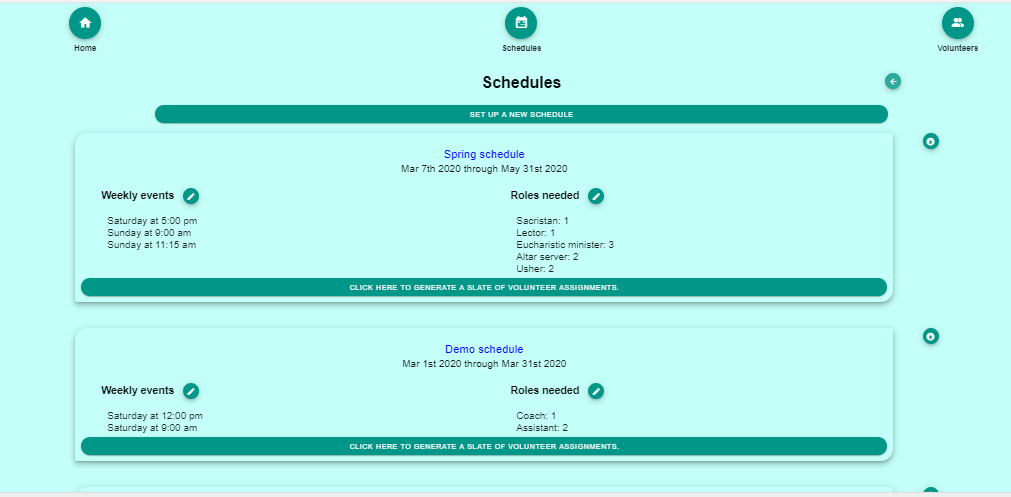 Home
Schedules
Volunteers
Schedules
SET UP A NEW SCHEDULE
Spring schedule
Mar 7th 2020 through May 31st 2020
Weekly events
Saturday at 5:00 pm
Sunday at 9:00 am
Sunday at 11:15 am
Roles needed
Sacristan: 1
Lector: 1
Eucharistic minister: 3
Altar server: 2
Usher: 2
CLICK HERE TO GENERATE A SLATE OF VOLUNTEER ASSIGNMENTS.
Demo schedule
Mar 1st 2020 through Mar 31st 2020
Weekly events
Saturday at 12:00 pm
Saturday at 9:00 am
Roles needed
Coach: 1
Assistant: 2
CLICK HERE TO GENERATE A SLATE OF VOLUNTEER ASSIGNMENTS.